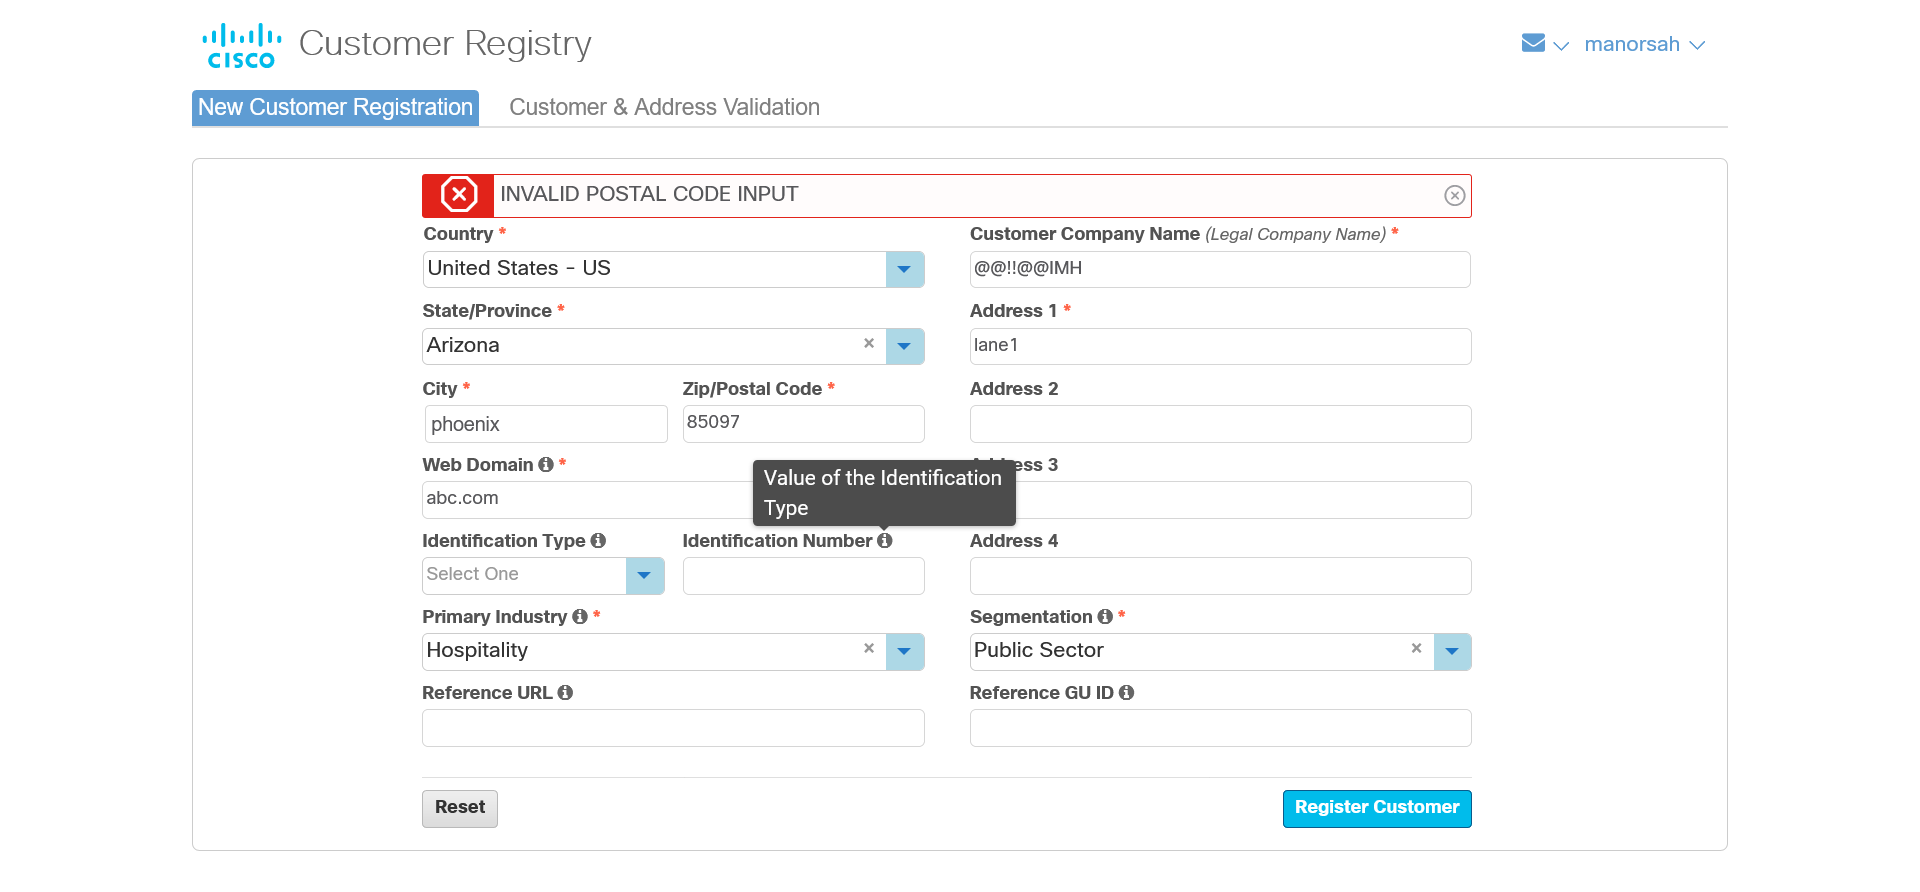 CISCO Customer Registry
manorsah
New Customer Registration Customer & Address Validation
INVALID POSTAL CODE INPUT
Country * Customer Company Name (Legal Company Name) *
United States - US @@!!@@IMH
State/Province * Address 1 *
Arizona × lane1
City * Zip/Postal Code * Address 2
phoenix 85097
Web Domain * ess 3
abc.com
Value of the Identification
Type
Identification Type Identification Number Address 4
Select One
Primary Industry * Segmentation *
Hospitality × Public Sector ×
Reference URL Reference GU ID
Reset Register Customer